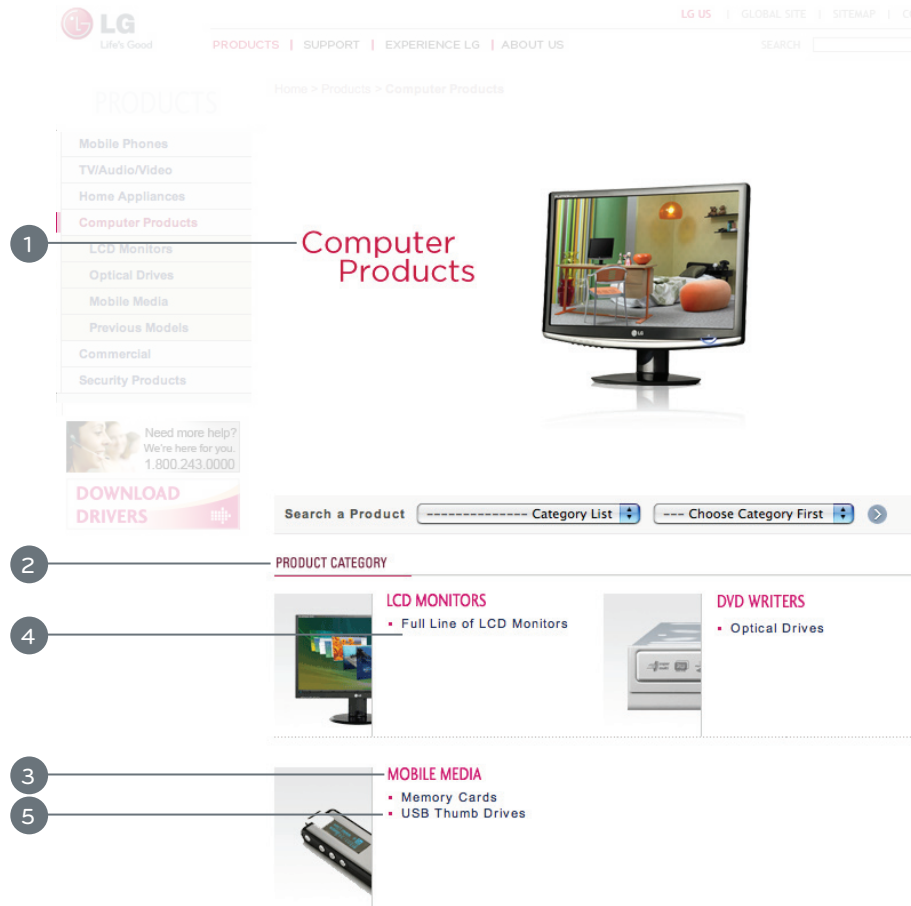 LG
Life's Good
LG US | GLOBAL SITE | SITEMAP |
PRODUCTS | SUPPORT | EXPERIENCE LG | ABOUT US
SEARCH
PRODUCTS
Home > Products > Computer Products
Mobile Phones
TV/Audio/Video
Home Appliances
Computer Products
LCD Monitors
Optical Drives
Mobile Media
Previous Models
Commercial
Security Products
Need more help?
We're here for you.
1.800.243.0000
DOWNLOAD
DRIVERS
1
Computer
Products
LG
Search a Product
-------------- Category List
--- Choose Category First
2
PRODUCT CATEGORY
LCD MONITORS
4
Full Line of LCD Monitors
DVD WRITERS
Optical Drives
3
MOBILE MEDIA
Memory Cards
5
USB Thumb Drives